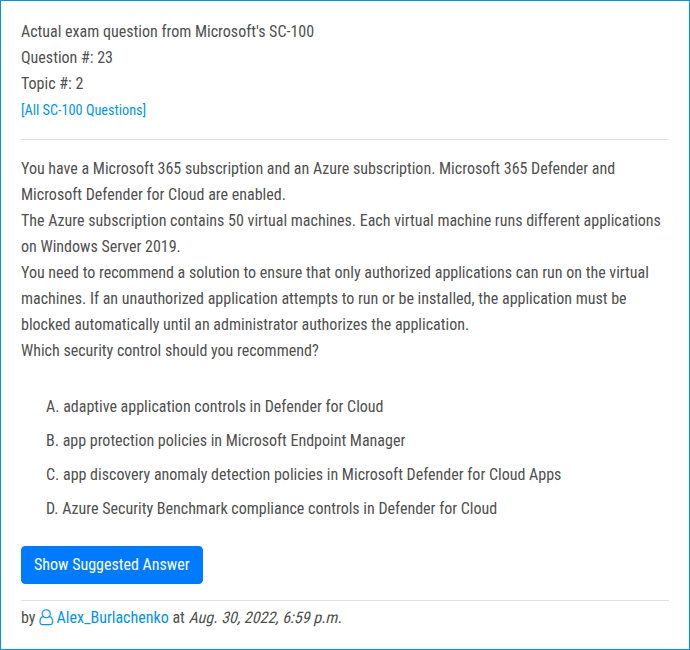 Actual exam question from Microsoft's SC-100
Question #: 23
Topic #: 2
[All SC-100 Questions]
You have a Microsoft 365 subscription and an Azure subscription. Microsoft 365 Defender and
Microsoft Defender for Cloud are enabled.
The Azure subscription contains 50 virtual machines. Each virtual machine runs different applications
on Windows Server 2019.
You need to recommend a solution to ensure that only authorized applications can run on the virtual
machines. If an unauthorized application attempts to run or be installed, the application must be
blocked automatically until an administrator authorizes the application.
Which security control should you recommend?
A. adaptive application controls in Defender for Cloud
B. app protection policies in Microsoft Endpoint Manager
C. app discovery anomaly detection policies in Microsoft Defender for Cloud Apps
D. Azure Security Benchmark compliance controls in Defender for Cloud
Show Suggested Answer
by Alex_Burlachenko at Aug. 30, 2022, 6:59 p.m.